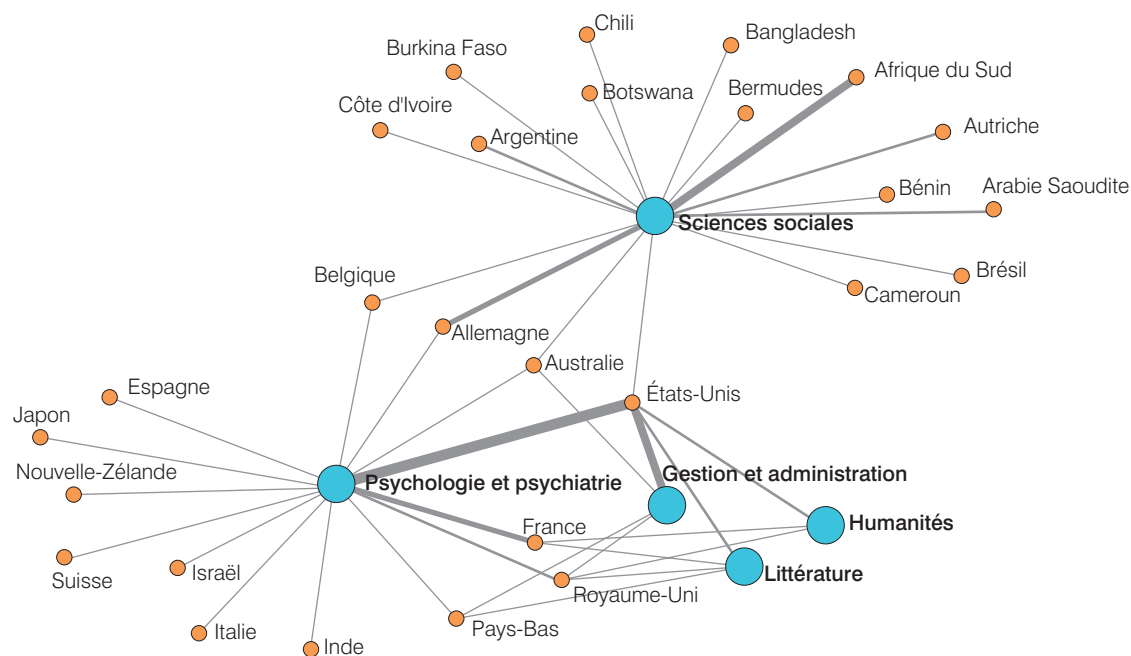 Chili
Bangladesh
Burkina Faso
Afrique du Sud
Botswana
Bermudes
Côte d'Ivoire
Argentine
Autriche
Bénin
Arabie Saoudite
Sciences sociales
Belgique
Brésil
Cameroun
Allemagne
Australie
Espagne
États-Unis
Japon
Nouvelle-Zélande
Psychologie et psychiatrie
Gestion et administration
France
Humanités
Suisse
Israël
Littérature
Royaume-Uni
Italie
Pays-Bas
Inde